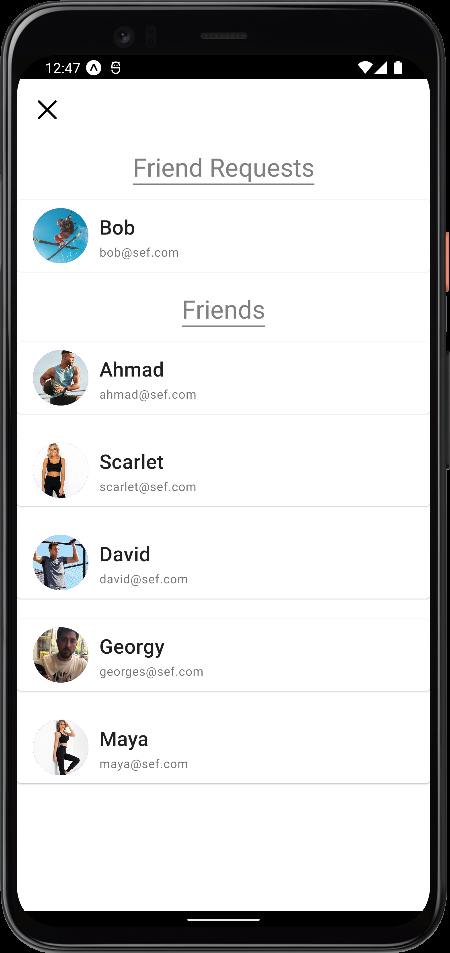 12:47
Friend Requests
Bob
bob@sef.com
Friends
Ahmad
ahmad@sef.com
Scarlet
scarlet@sef.com
David
david@sef.com
Georgy
georges@sef.com
Maya
maya@sef.com